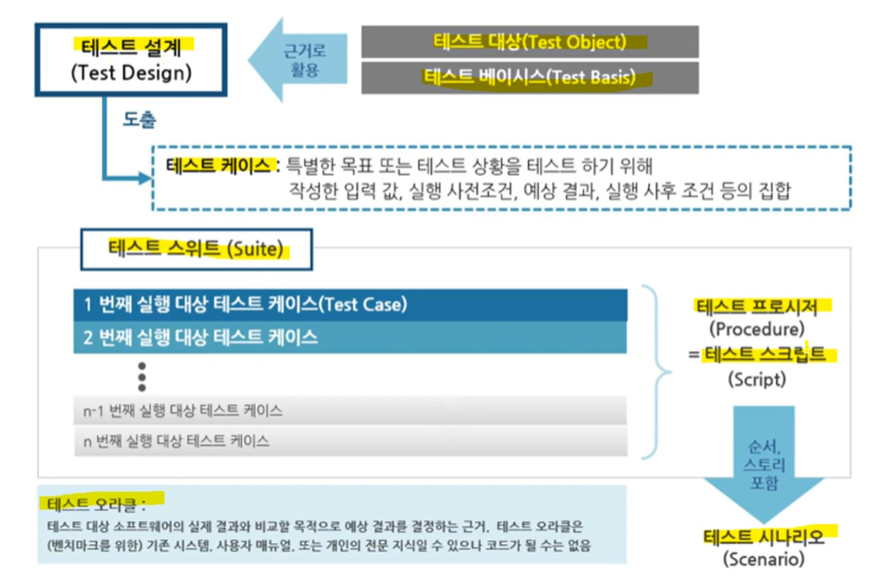 테스트 설계
(Test Design)
근거로
활용
테스트 대상(Test Object)
테스트 베이시스(Test Basis)
도출
테스트 케이스 : 특별한 목표 또는 테스트 상황을 테스트 하기 위해
작성한 입력 값, 실행 사전조건, 예상 결과, 실행 사후 조건 등의 집합
테스트 스위트 (Suite)
1 번째 실행 대상 테스트 케이스(Test Case)
2 번째 실행 대상 테스트 케이스
n-1 번째 실행 대상 테스트 케이스
n 번째 실행 대상 테스트 케이스
테스트 프로시저
(Procedure)
= 테스트 스크립트
(Script)
순서,
스토리
포함
테스트 시나리오
(Scenario)
테스트 오라클 :
테스트 대상 소프트웨어의 실제 결과와 비교할 목적으로 예상 결과를 결정하는 근거. 테스트 오라클은
(벤치마크를 위한) 기존 시스템, 사용자 매뉴얼, 또는 개인의 전문 지식일 수 있으나 코드가 될 수는 없음